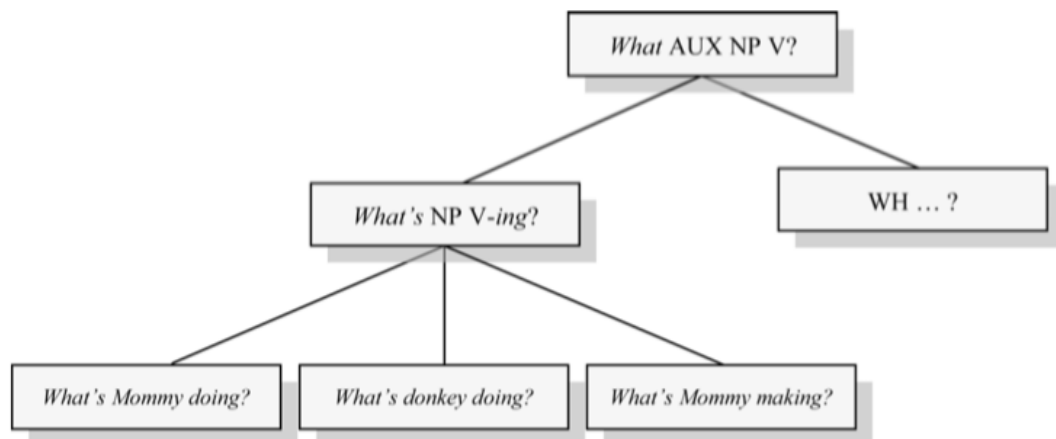 What AUX NP V?
What's NP V-ing?
WH … ?
What's Mommy doing?
What's donkey doing?
What's Mommy making?